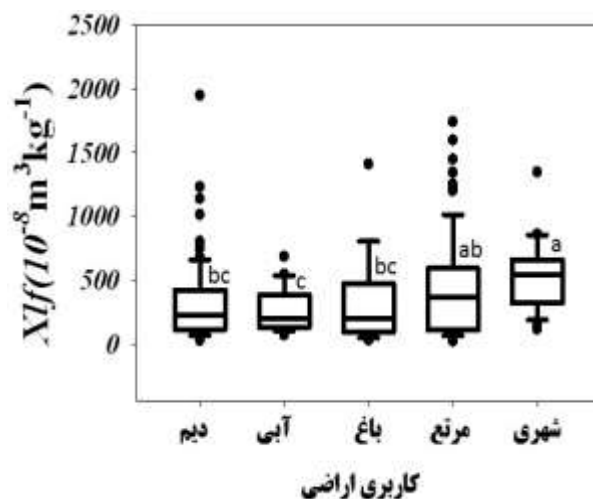 Xlf(10⁻⁸m³kg⁻¹)
2500
2000
1500
1000
500
0
bc
c
bc
ab
a
دیم
آبی
باغ
مرتع
شهری
کاربری اراضی